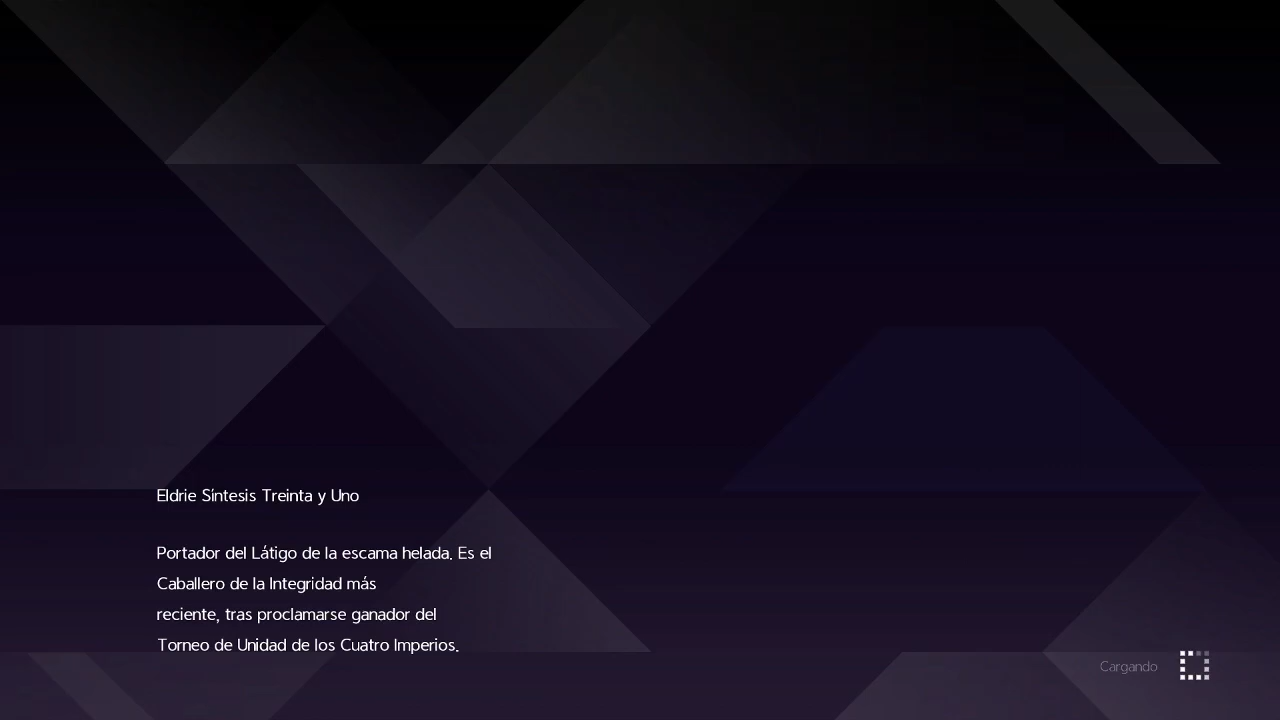 Eldrie Síntesis Treinta y Uno
Portador del Látigo de la escama helada. Es el
Caballero de la Integridad más
reciente, tras proclamarse ganador del
Torneo de Unidad de los Cuatro Imperios.
Cargando